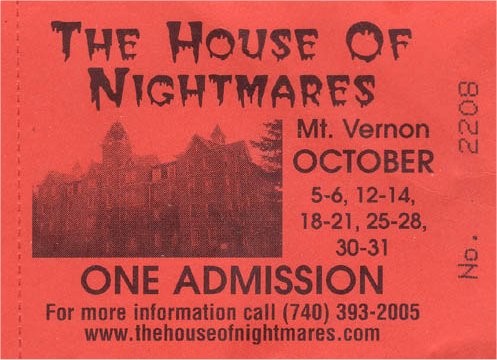 THE HOUSE OF
NIGHTMARES
Mt. Vernon
OCTOBER
5-6, 12-14,
18-21, 25-28,
30-31
ONE ADMISSION
For more information call (740) 393-2005
www.thehouseofnightmares.com
No. 2208